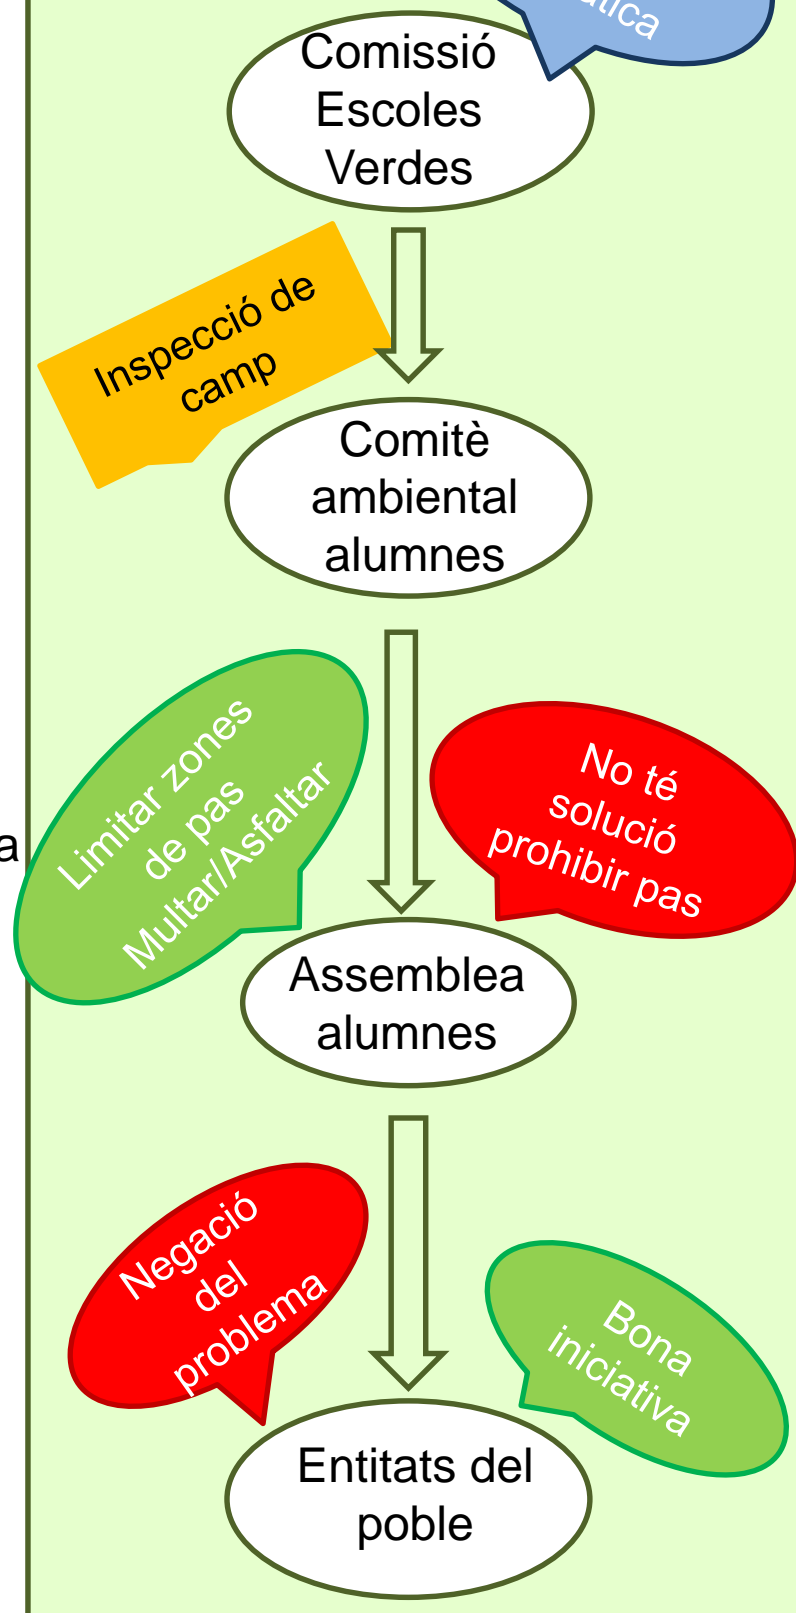 Comissió
Escoles
Verdes
Inspecció de
camp
Comitè
ambiental
alumnes
Limitar zones
de pas
Multar/Asfaltar
No té
solució
prohibir pas
a
Assemblea
alumnes
Negació
del
problema
Bona
iniciativa
Entitats del
poble